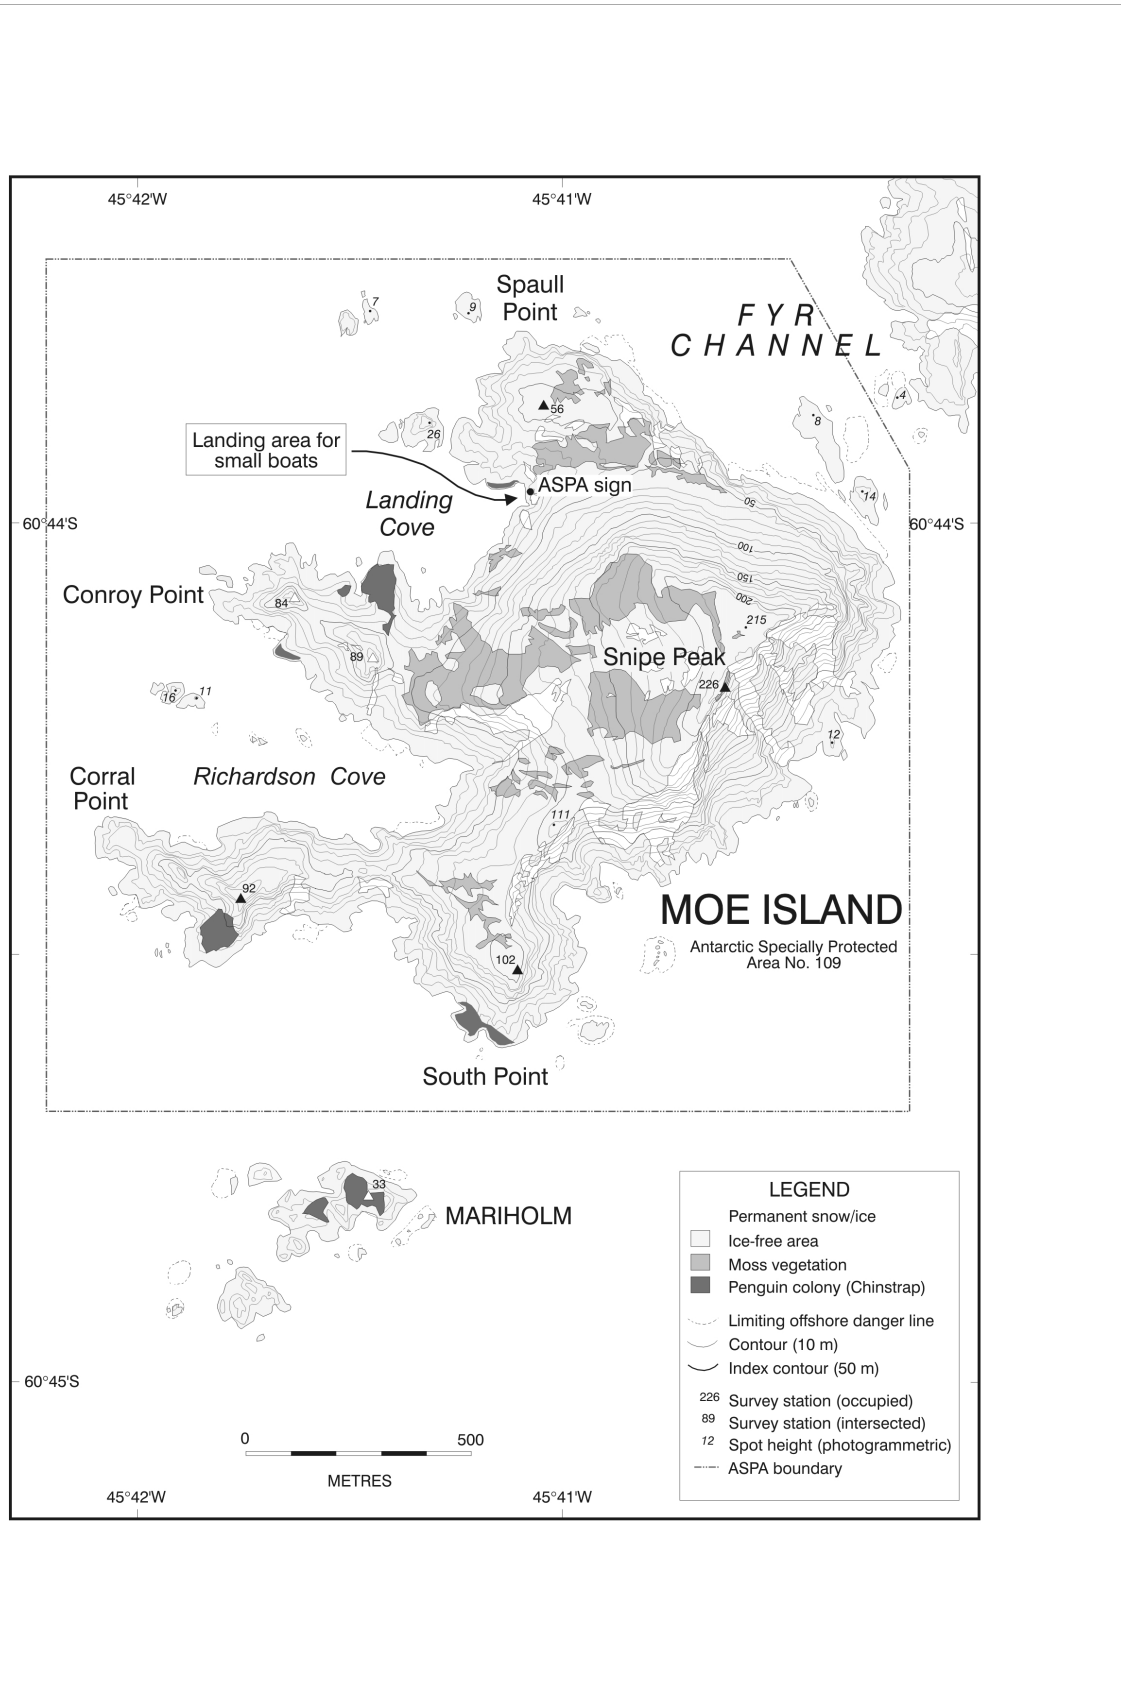 45°42'W
45°41'W
Spaull
Point
7
9
FYR
CHANNEL
4
8
56
26
Landing area for
small boats
ASPA sign
14
Landing
Cove
50
60°44'S
60°44'S
100
150
200
Conroy Point
84
215
89
Snipe Peak
226
16
11
12
Corral
Point
Richardson Cove
111
92
MOE ISLAND
Antarctic Specially Protected
Area No. 109
102
South Point
33
MARIHOLM
LEGEND
Permanent snow/ice
Ice-free area
Moss vegetation
Penguin colony (Chinstrap)
Limiting offshore danger line
Contour (10 m)
Index contour (50 m)
226 Survey station (occupied)
89 Survey station (intersected)
12 Spot height (photogrammetric)
ASPA boundary
60°45'S
0
500
METRES
45°42'W
45°41'W